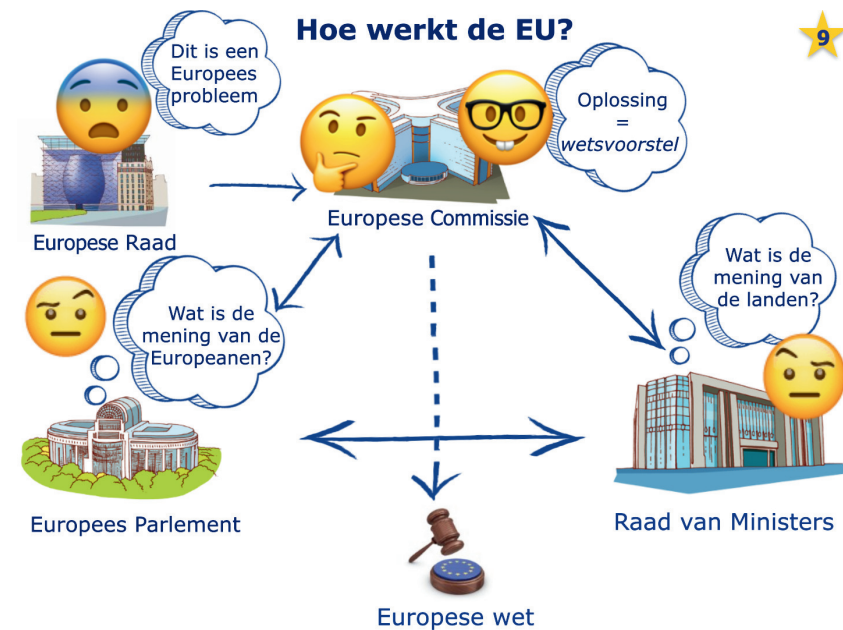 Hoe werkt de EU?
9
Dit is een
Europees
probleem
Oplossing
=
wetsvoorstel
Europese Commissie
Europese Raad
Wat is de
mening van
de landen?
Wat is de
mening van de
Europeanen?
Europees Parlement
Raad van Ministers
Europese wet